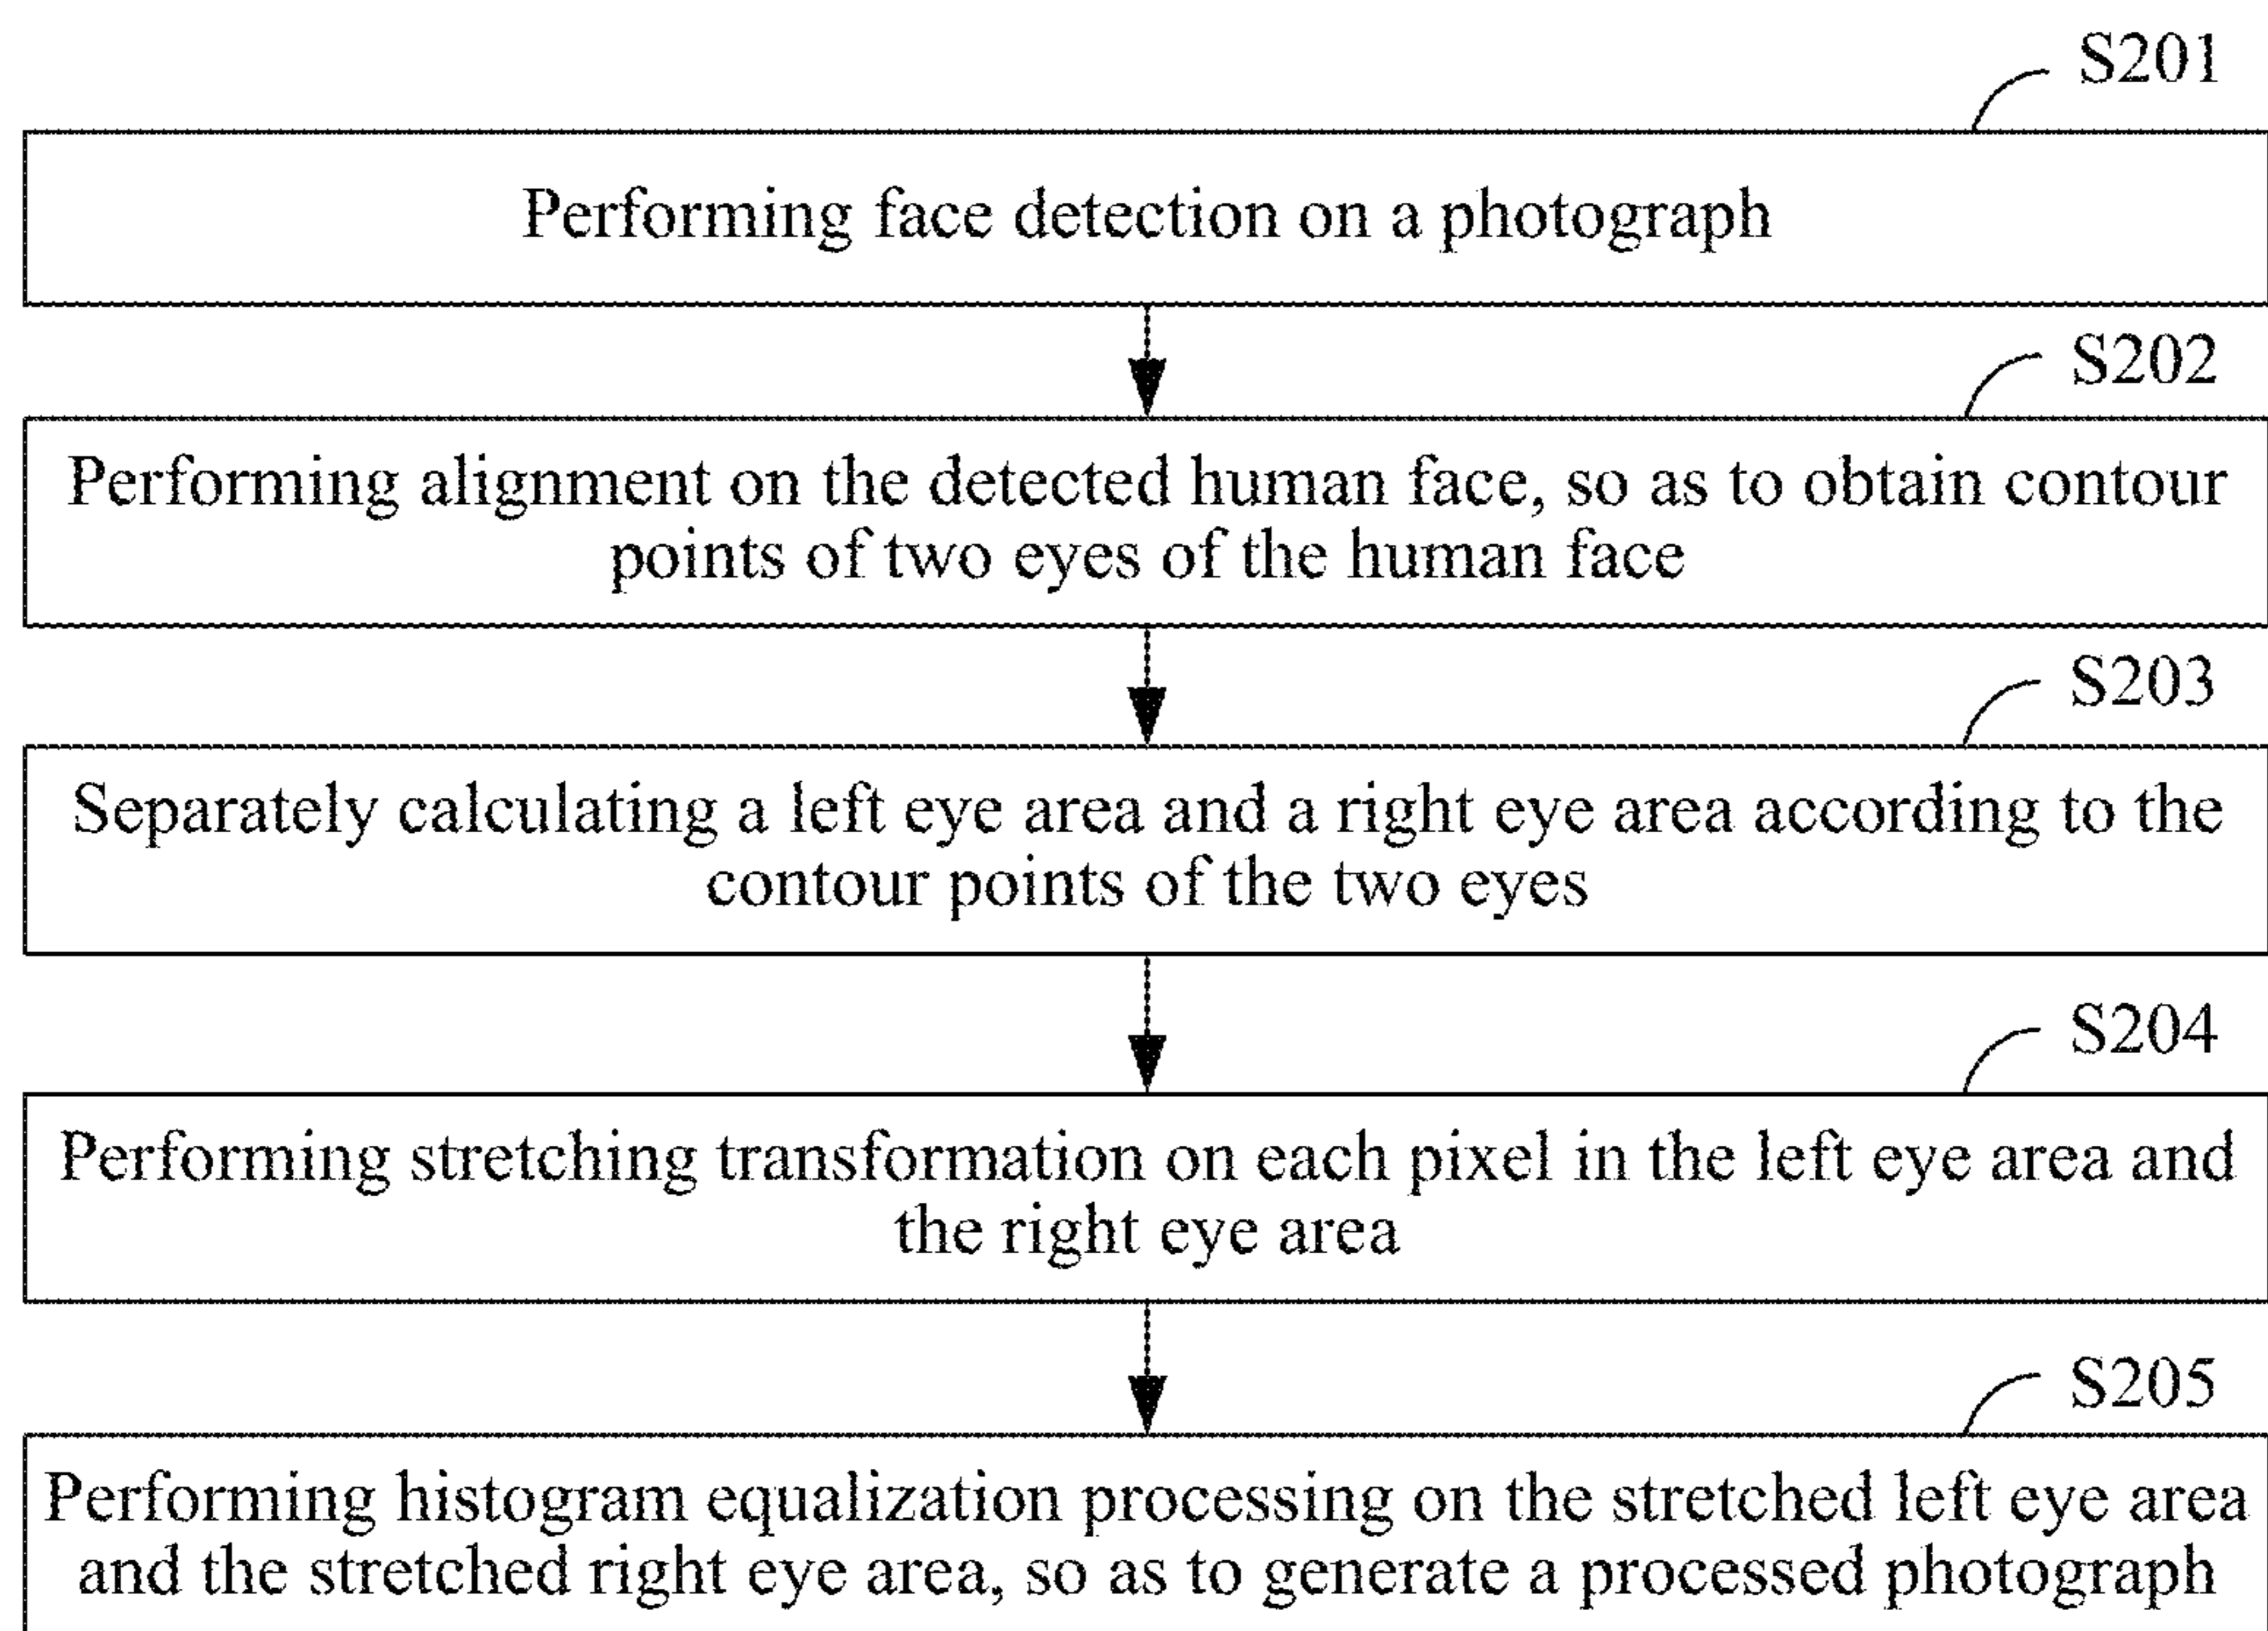 S201
Performing face detection on a photograph
S202
Performing alignment on the detected human face, so as to obtain contour
points of two eyes of the human face
S203
Separately calculating a left eye area and a right eye area according to the
contour points of the two eyes
S204
Performing stretching transformation on each pixel in the left eye area and
the right eye area
S205
Performing histogram equalization processing on the stretched left eye area
and the stretched right eye area, so as to generate a processed photograph